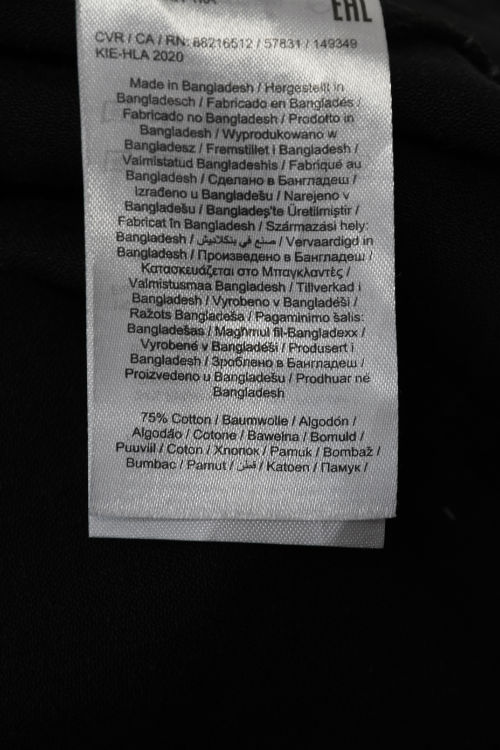 EAC
CVR / CA / RN: 88216512 / 57831 / 149349
KIE-HLA 2020
Made in Bangladesh / Hergestellt in
Bangladesch / Fabricado en Bangladés /
Fabricado no Bangladesh / Prodotto in
Bangladesh / Wyprodukowano w
Bangladesz / Fremstillet i Bangladesh /
Valmistatud Bangladeshis / Fabriqué au
Bangladesh / Сделано в Бангладеш /
Izrađeno u Bangladešu / Narejeno v
Bangladešu / Bangladeş'te Üretilmiştir /
Fabricat în Bangladesh / Származási hely:
Bangladesh / صنع في بنكلاديش / Vervaardigd in
Bangladesh / Произведено в Бангладеш /
Κατασκευάζεται στο Μπαγκλαντές /
Valmistusmaa Bangladesh / Tillverkad i
Bangladesh / Vyrobeno v Bangladéši /
Ražots Bangladeša / Pagaminimo šalis:
Bangladešas / Magħmul fil-Bangladexx /
Vyrobené v Bangladéši / Produsert i
Bangladesh / Зроблено в Бангладеш /
Proizvedeno u Bangladešu / Prodhuar në
Bangladesh
75% Cotton / Baumwolle / Algodón /
Algodão / Cotone / Bawełna / Bomuld /
Puuvill / Coton / Хлопок / Pamuk / Bombaž /
Bumbac / Pamut / قطن / Katoen / Памук /